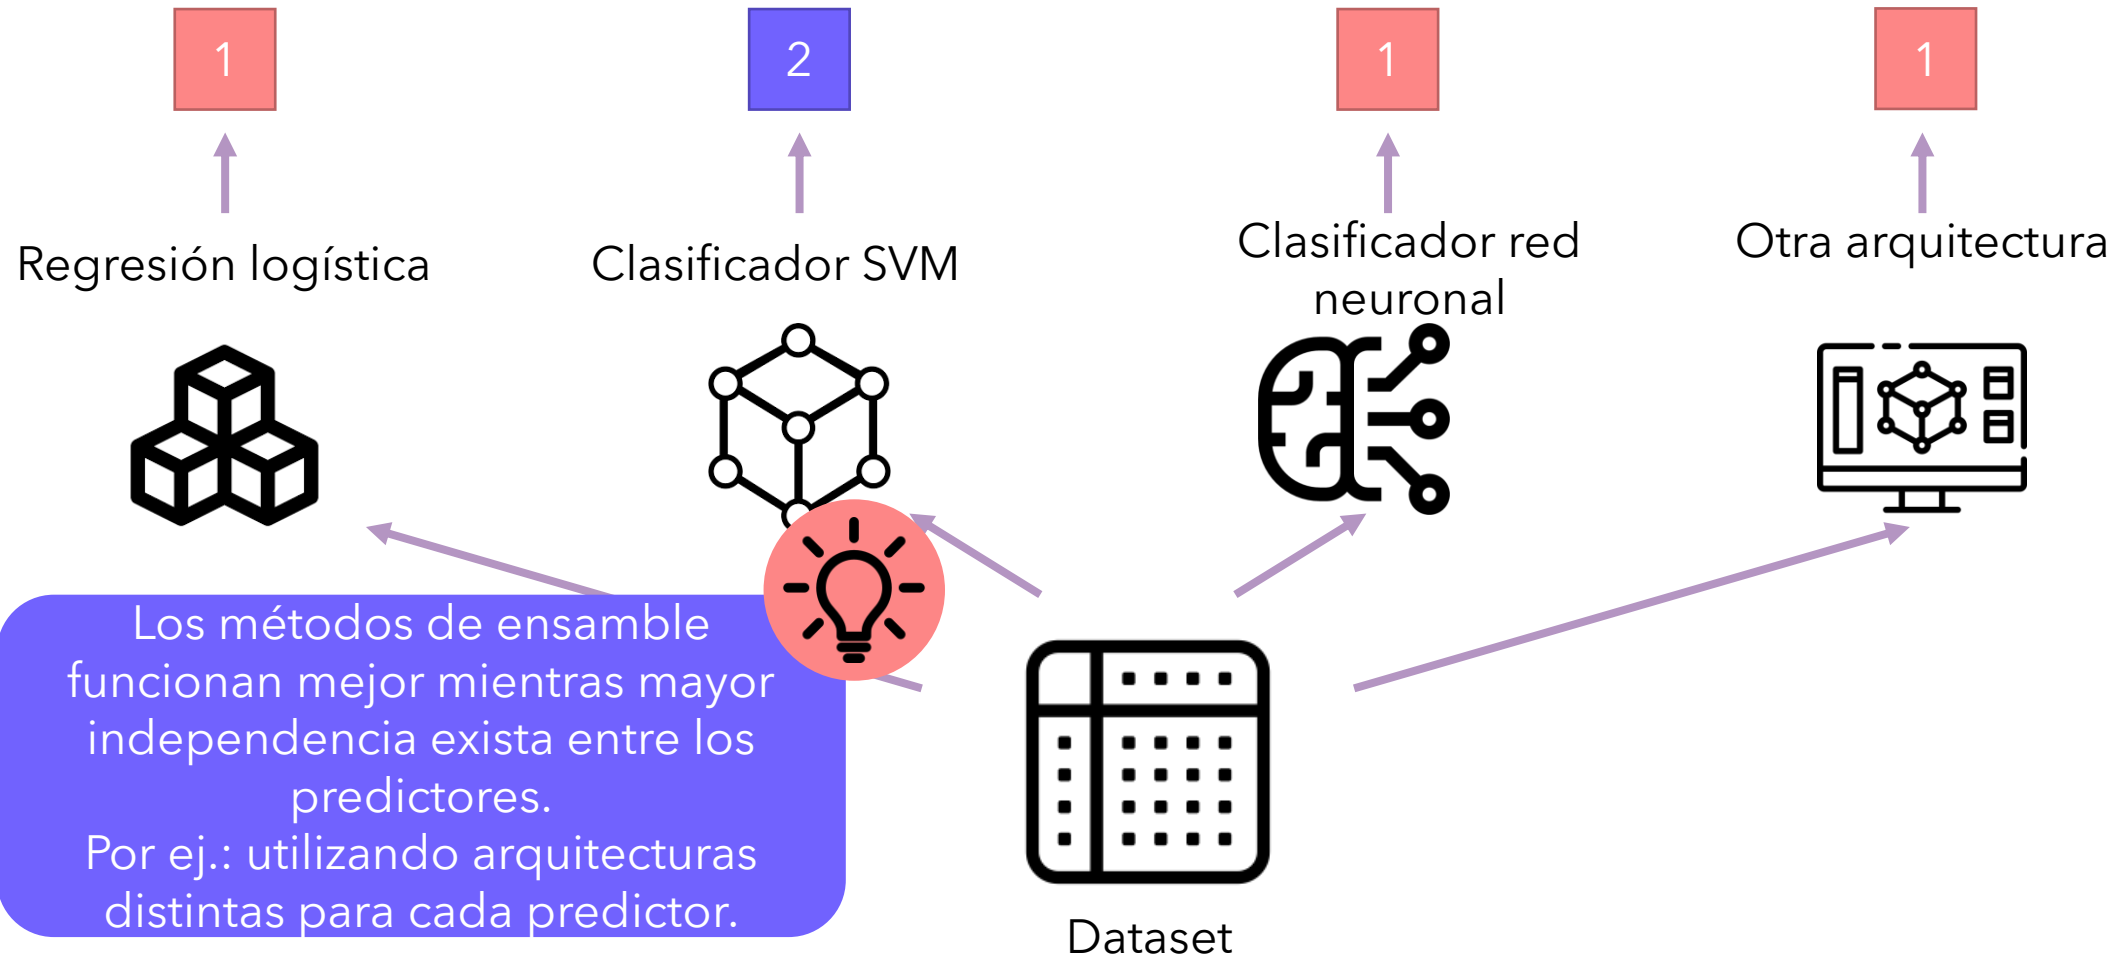 1
2
1
1
Regresión logística
Clasificador SVM
Clasificador red
neuronal
Otra arquitectura
Los métodos de ensamble
funcionan mejor mientras mayor
independencia exista entre los
predictores.
Por ej.: utilizando arquitecturas
distintas para cada predictor.
Dataset